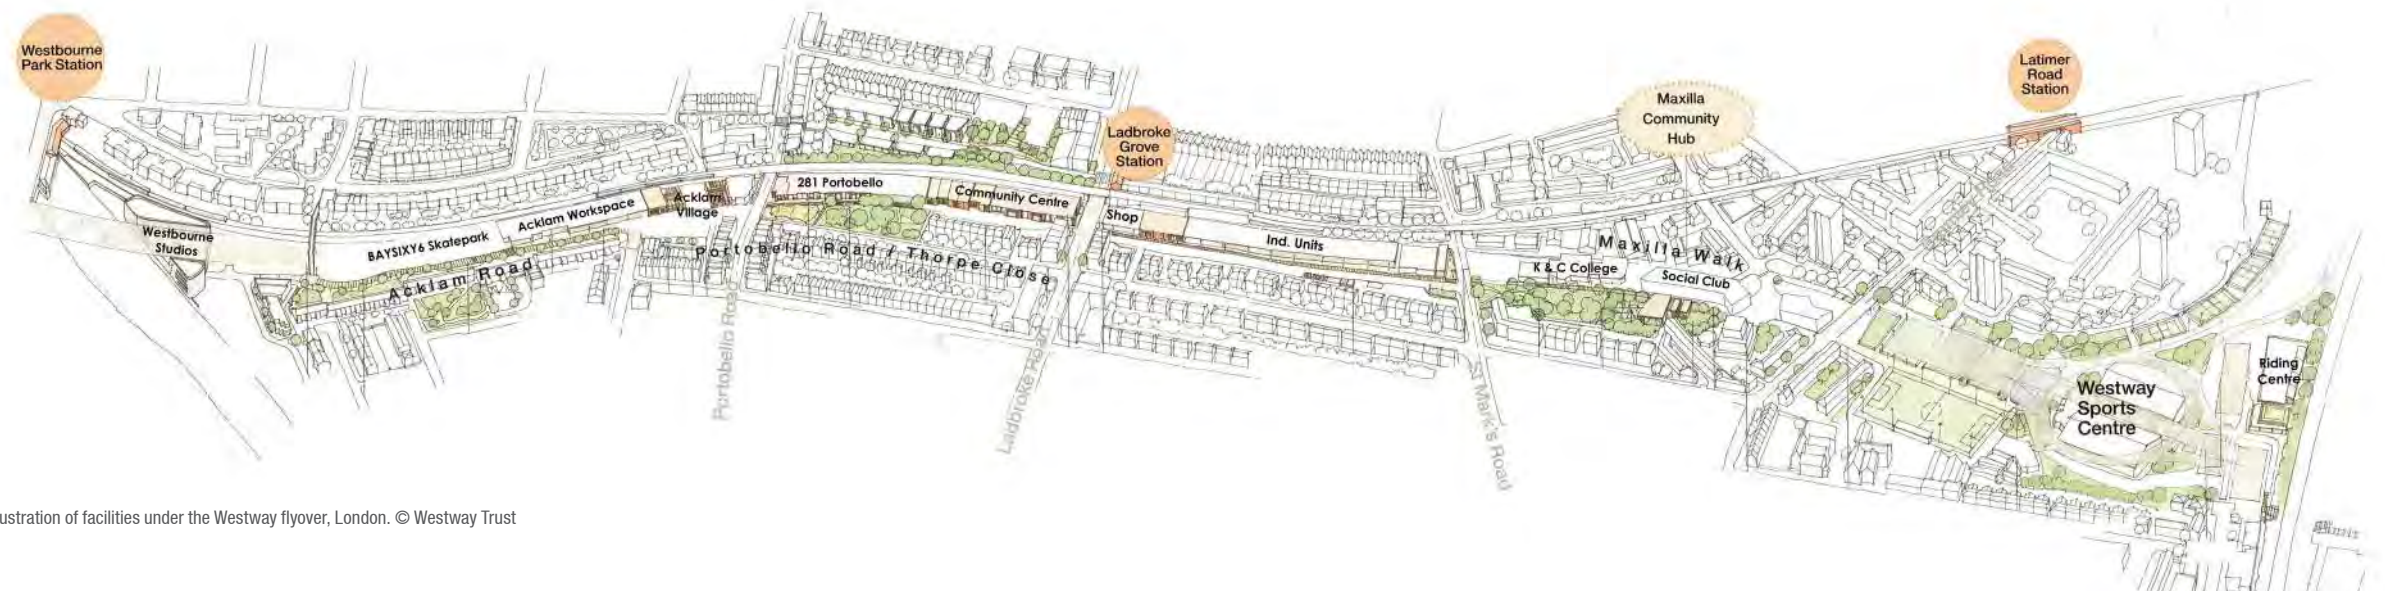 Westbourne
Park Station
Latimer
Road
Station
Maxilla
Community
Hub
Ladbroke
Grove
Station
281 Portobello
Community Centre
Acklam
Village
Acklam Workspace
Shop
Westbourne
Studios
BAYSIXY6 Skatepark
Ind. Units
Maxilla Walk
Portobello Road / Thorpe Close
K & C College
Social Club
Acklam Road
Portobello Road
Ladbroke Road
St Mark's Road
Riding
Centre
Westway
Sports
Centre
ustration of facilities under the Westway flyover, London. © Westway Trust